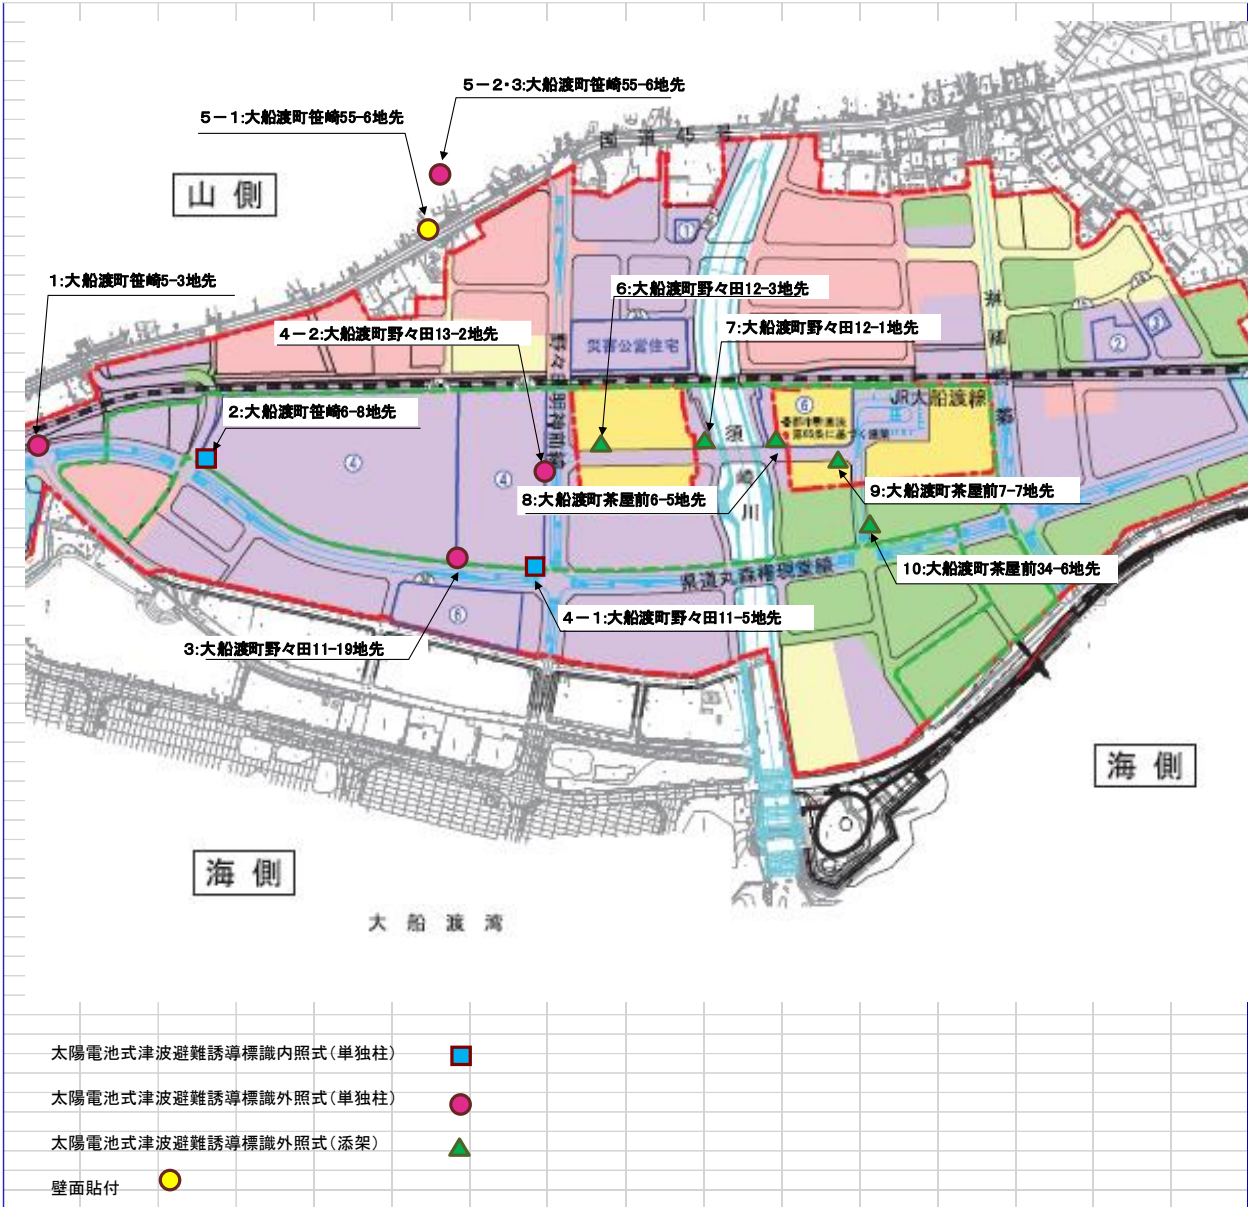 5－2・3:大船渡町笹崎55-6地先
5－1:大船渡町笹崎55-6地先
国道45号
山側
1:大船渡町笹崎5-3地先
6:大船渡町野々田12-3地先
4－2:大船渡町野々田13-2地先
7:大船渡町野々田12-1地先
①
②
③
災害公営住宅
JR大船渡線
⑥
2:大船渡町笹崎6-8地先
④
④
須崎川
8:大船渡町茶屋前6-5地先
9:大船渡町茶屋前7-7地先
10:大船渡町茶屋前34-6地先
県道丸森権現堂線
⑥
4－1:大船渡町野々田11-5地先
3:大船渡町野々田11-19地先
海側
海側
大船渡湾
太陽電池式津波避難誘導標識内照式(単独柱)
太陽電池式津波避難誘導標識外照式(単独柱)
太陽電池式津波避難誘導標識外照式(添架)
壁面貼付